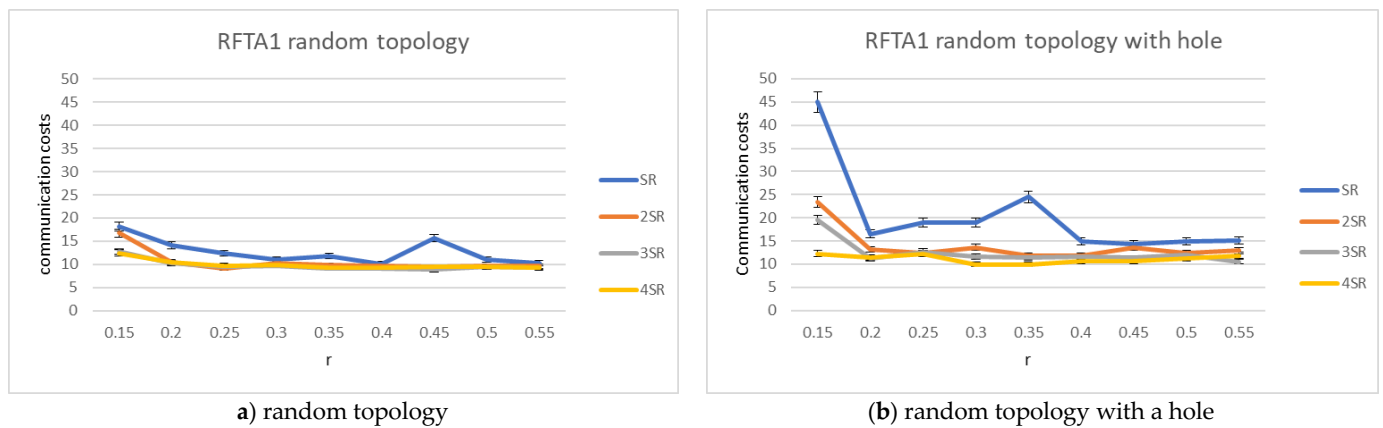 RFTA1 random topology
communication costs
50
45
40
35
30
25
20
15
10
5
0
0.15 0.2 0.25 0.3 0.35 0.4 0.45 0.5 0.55
r
SR
2SR
3SR
4SR
a) random topology
RFTA1 random topology with hole
Communication costs
50
45
40
35
30
25
20
15
10
5
0
0.15 0.2 0.25 0.3 0.35 0.4 0.45 0.5 0.55
r
SR
2SR
3SR
4SR
(b) random topology with a hole